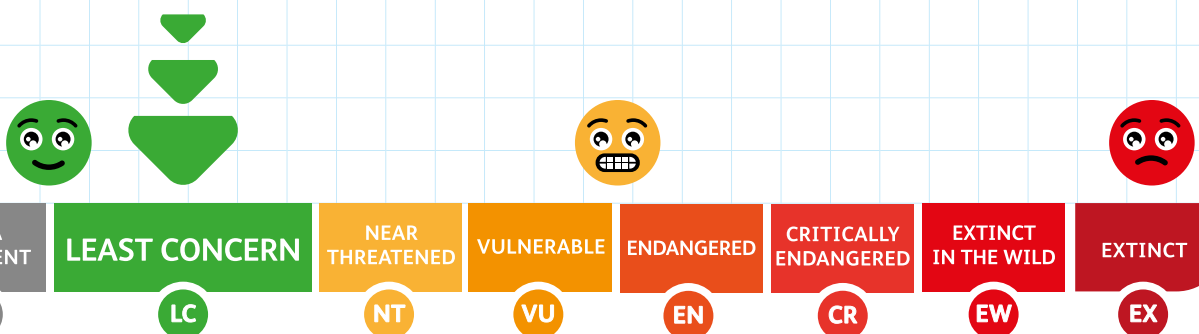 ENT
LEAST CONCERN
NEAR
THREATENED
VULNERABLE
ENDANGERED
CRITICALLY
ENDANGERED
EXTINCT
IN THE WILD
EXTINCT
LC
NT
VU
EN
CR
EW
EX